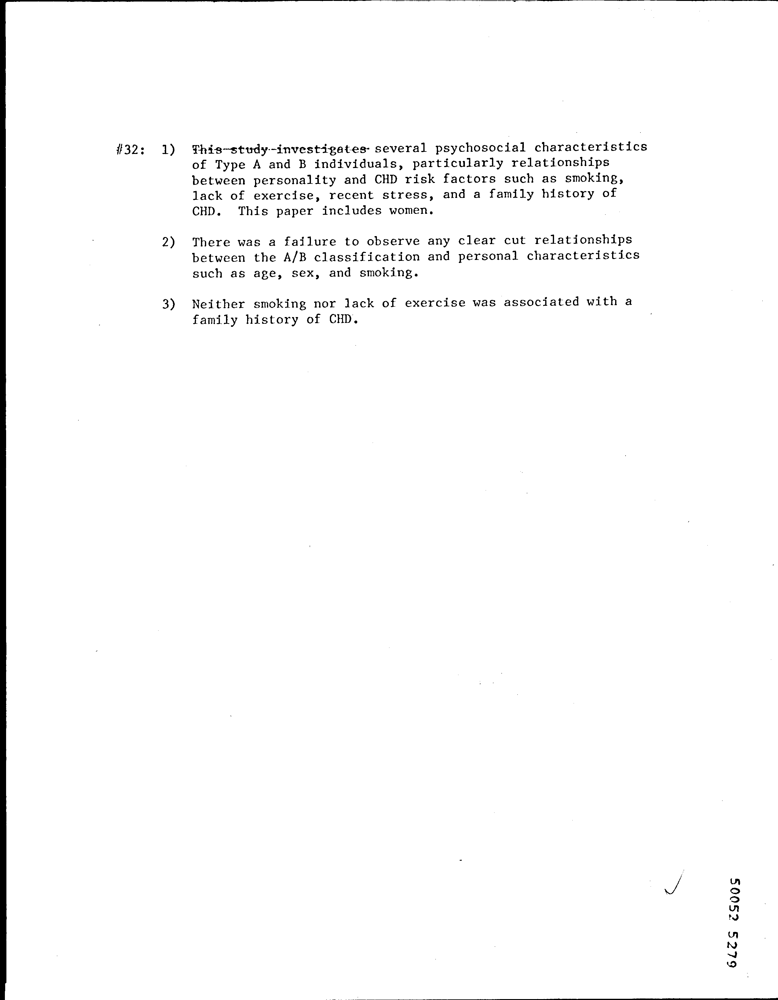 #32: 1) This study investigates several psychosocial characteristics
of Type A and B individuals, particularly relationships
between personality and CHD risk factors such as smoking,
lack of exercise, recent stress, and a family history of
CHD. This paper includes women.
2) There was a failure to observe any clear cut relationships
between the A/B classification and personal characteristics
such as age, sex, and smoking.
3) Neither smoking nor lack of exercise was associated with a
family history of CHD.
50052 5279